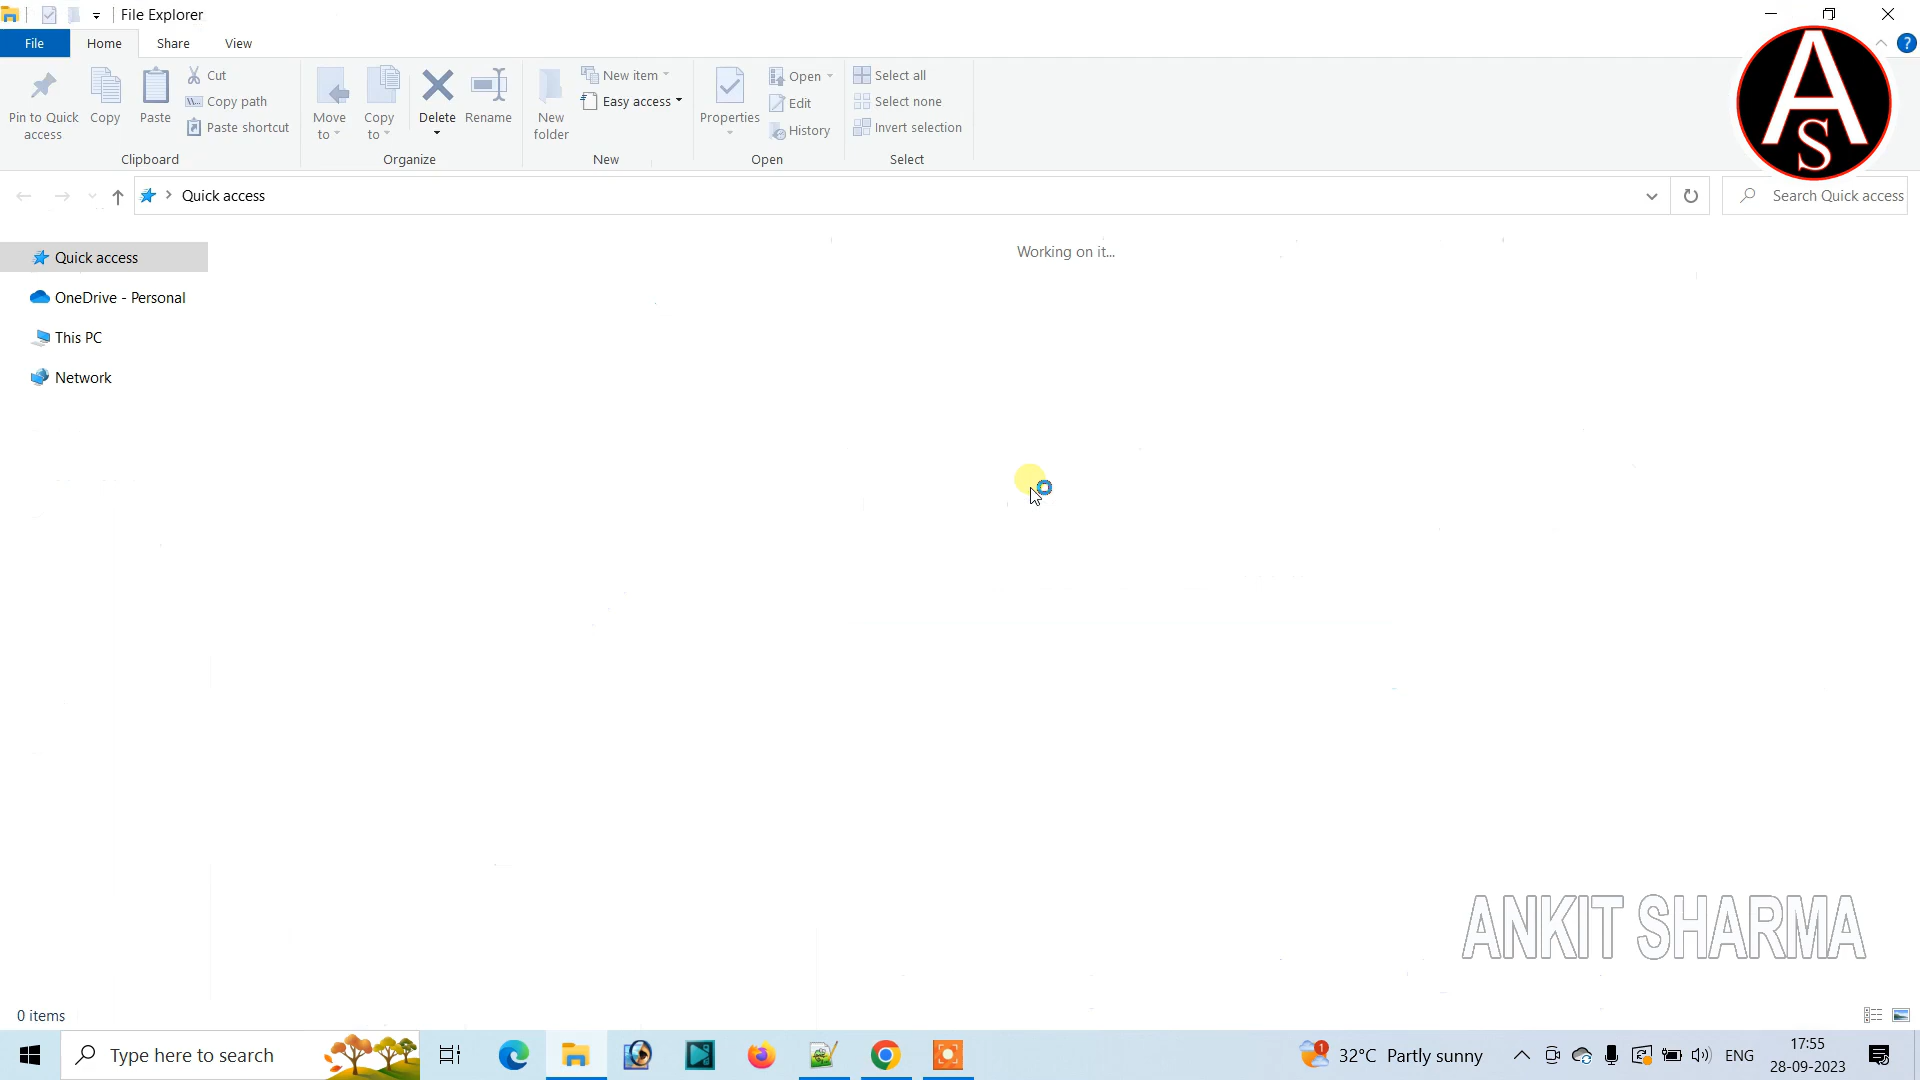 File Explorer
File Home Share View
Pin to Quick access
Copy
Paste
Cut
Copy path
Paste shortcut
Move to
Copy to
Delete
Rename
New folder
New item
Easy access
Properties
Open
Edit
History
Select all
Select none
Invert selection
Clipboard Organize New Open Select
AS
Quick access
Search Quick access
Quick access
OneDrive - Personal
This PC
Network
Working on it...
ANKIT SHARMA
0 items
Type here to search
1
32°C Partly sunny
ENG
17:55
28-09-2023